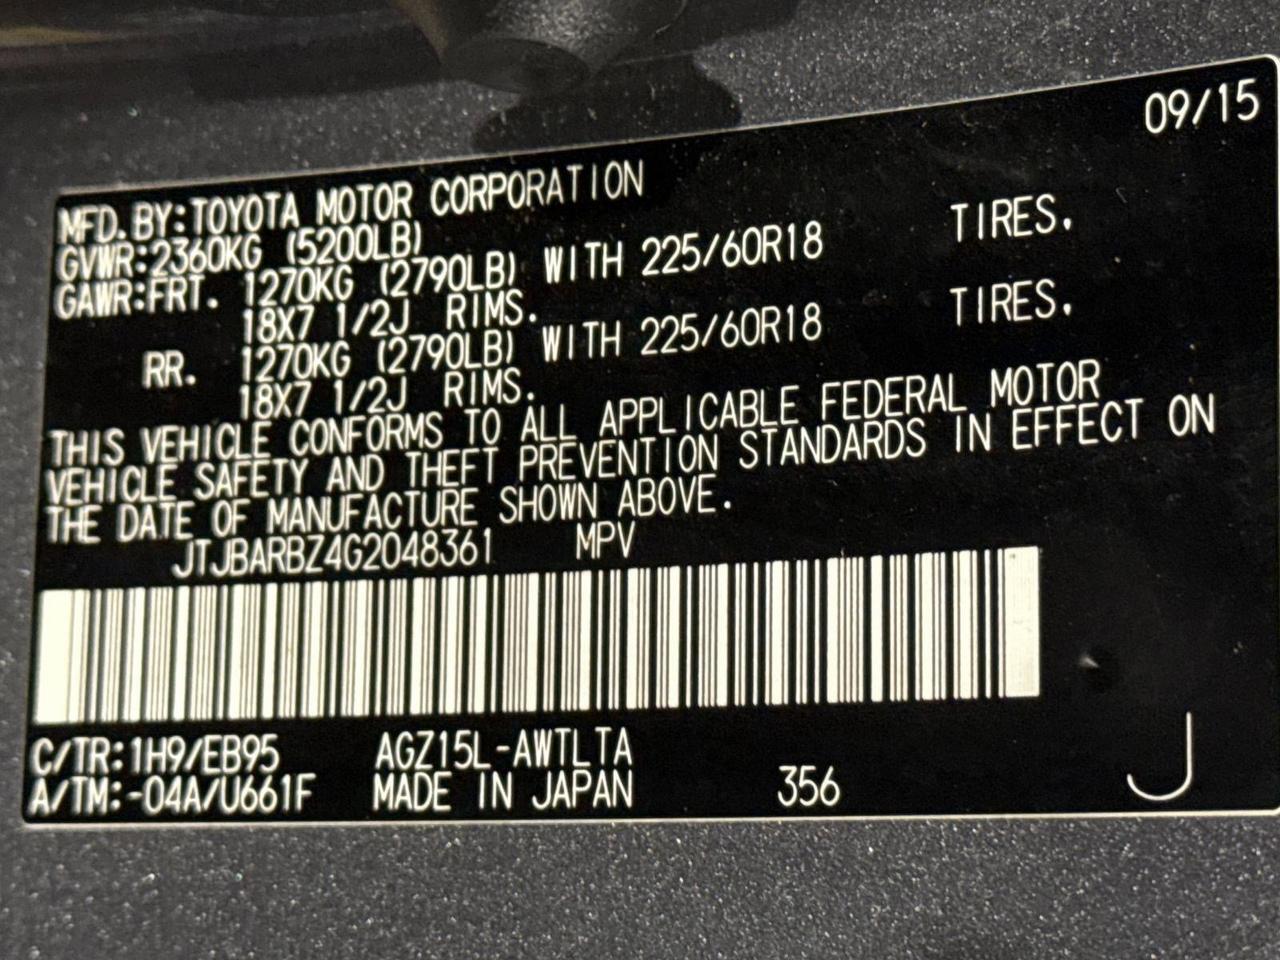 09/15
MFD.BY:TOYOTA MOTOR CORPORATION
GVWR:2360KG (5200LB)
GAWR:FRT. 1270KG (2790LB) WITH 225/60R18 TIRES.
18X7 1/2J RIMS.
RR. 1270KG (2790LB) WITH 225/60R18 TIRES.
18X7 1/2J RIMS.
THIS VEHICLE CONFORMS TO ALL APPLICABLE FEDERAL MOTOR
VEHICLE SAFETY AND THEFT PREVENTION STANDARDS IN EFFECT ON
THE DATE OF MANUFACTURE SHOWN ABOVE.
JTJBARBZ4G2048361 MPV
C/TR:1H9/EB95 AGZ15L-AWTLTA
A/TM:-04A/U661F MADE IN JAPAN 356 J